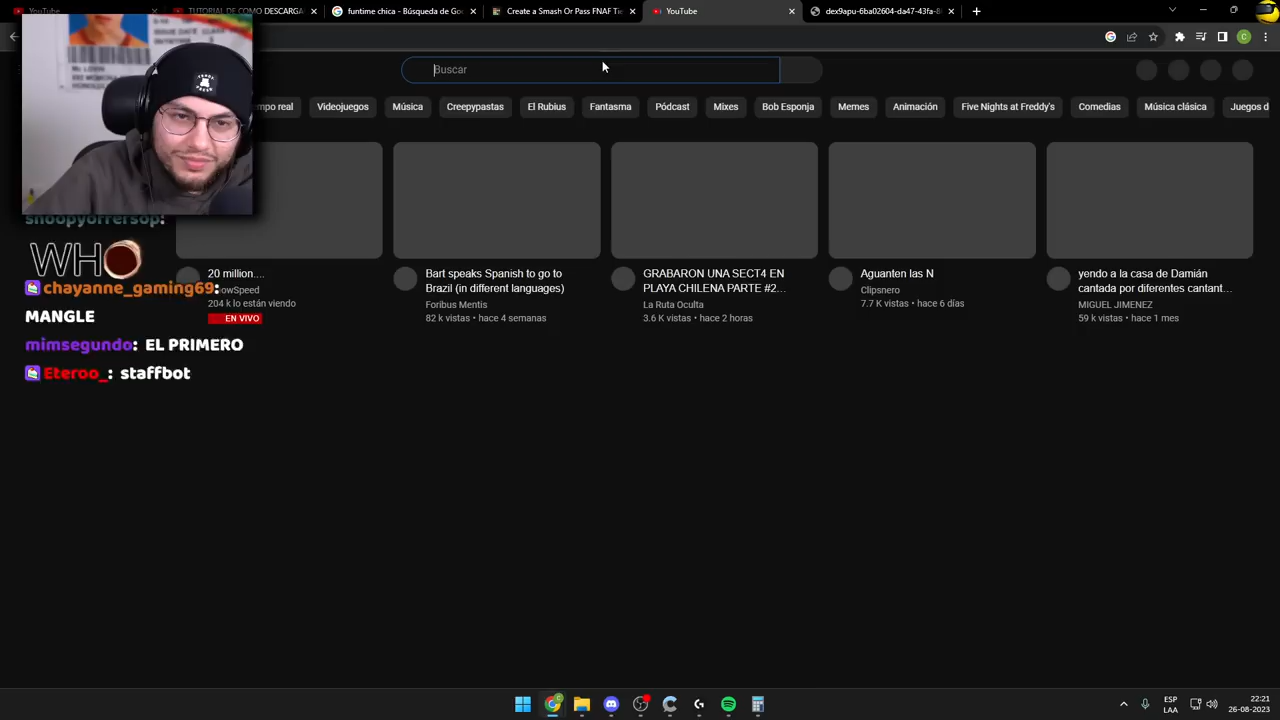 YouTube
TUTORIAL DE COMO DESCARGA
funtime chica - Búsqueda de Go
Create a Smash Or Pass FNAF Tie
YouTube
dex9apu-6ba02604-da47-43fe-8
Buscar
empo real
Videojuegos
Música
Creepypastas
El Rubius
Fantasma
Pódcast
Mixes
Bob Esponja
Memes
Animación
Five Nights at Freddy's
Comedias
Música clásica
Juegos d
snoopyoffersop:
WHO
chayanne_gaming69:
MANGLE
mimsegundo: EL PRIMERO
Eteroo_: staffbot
20 million....
owSpeed
204 k lo están viendo
EN VIVO
Bart speaks Spanish to go to
Brazil (in different languages)
Foribus Mentis
82 k vistas • hace 4 semanas
GRABARON UNA SECT4 EN
PLAYA CHILENA PARTE #2...
La Ruta Oculta
3.6 K vistas • hace 2 horas
Aguanten las N
Clipsnero
7.7 K vistas • hace 6 días
yendo a la casa de Damián
cantada por diferentes cantant...
MIGUEL JIMENEZ
59 k vistas • hace 1 mes
ESP
LAA
22:21
26-08-2023